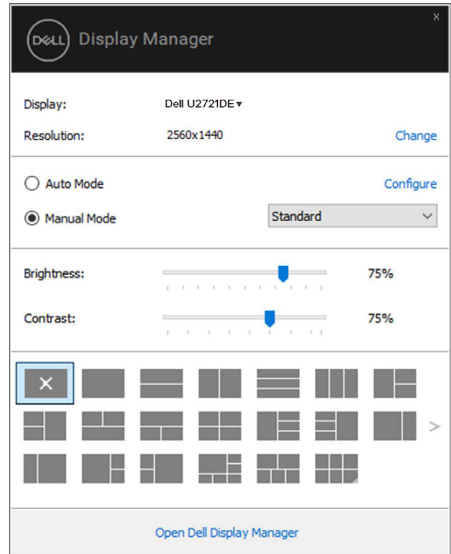 x
DELL Display Manager
Display: Dell U2721DE
Resolution: 2560x1440 Change
Auto Mode Configure
Manual Mode Standard
Brightness: 75%
Contrast: 75%
Open Dell Display Manager